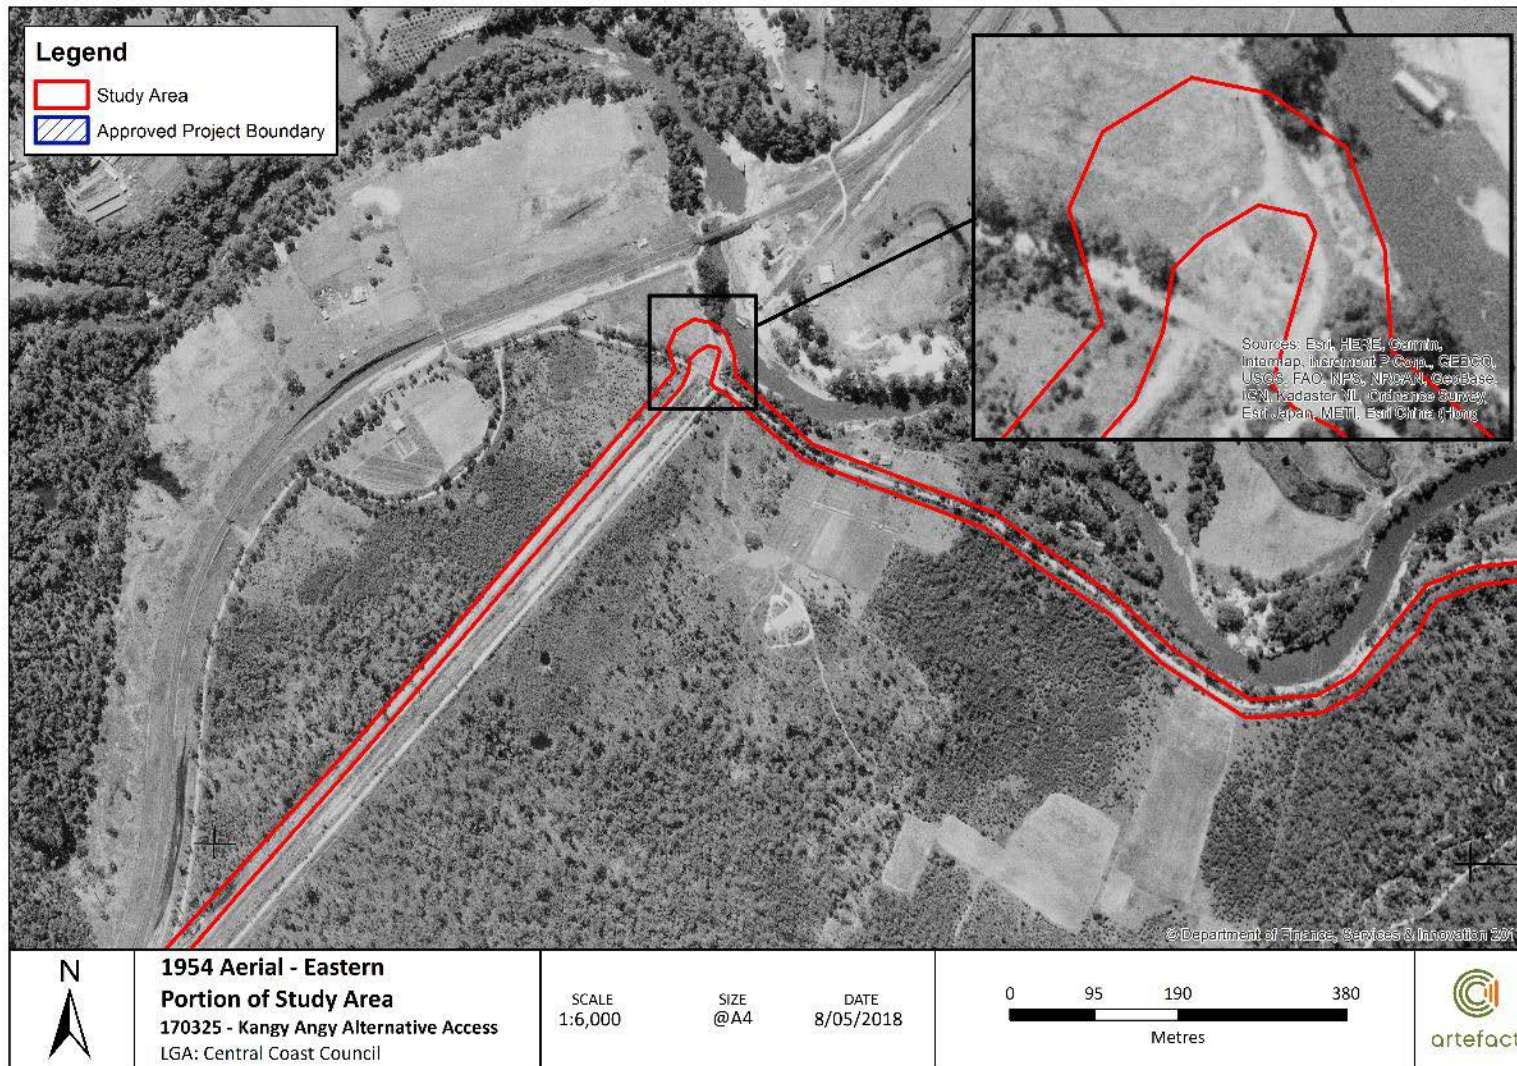 Legend
Study Area
Approved Project Boundary
Sources: Esri, HERE, Garmin,
Intermap, increment P Corp., GEBCO,
USGS, FAO, NPS, NRCAN, GeoBase,
IGN, Kadaster NL, Ordnance Survey,
Esri Japan, METI, Esri China (Hong
© Department of Finance, Services & Innovation 201
N
1954 Aerial - Eastern
Portion of Study Area
170325 - Kangy Angy Alternative Access
LGA: Central Coast Council
SCALE
1:6,000
SIZE
@A4
DATE
8/05/2018
0 95 190 380
Metres
artefact